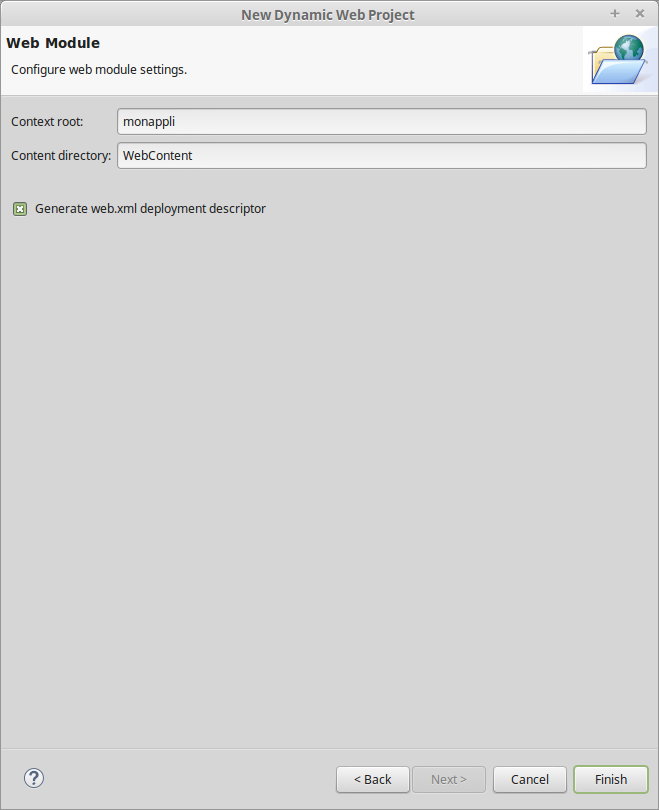 New Dynamic Web Project
Web Module
Configure web module settings.
Context root: monappli
Content directory: WebContent
Generate web.xml deployment descriptor
< Back Next > Cancel Finish